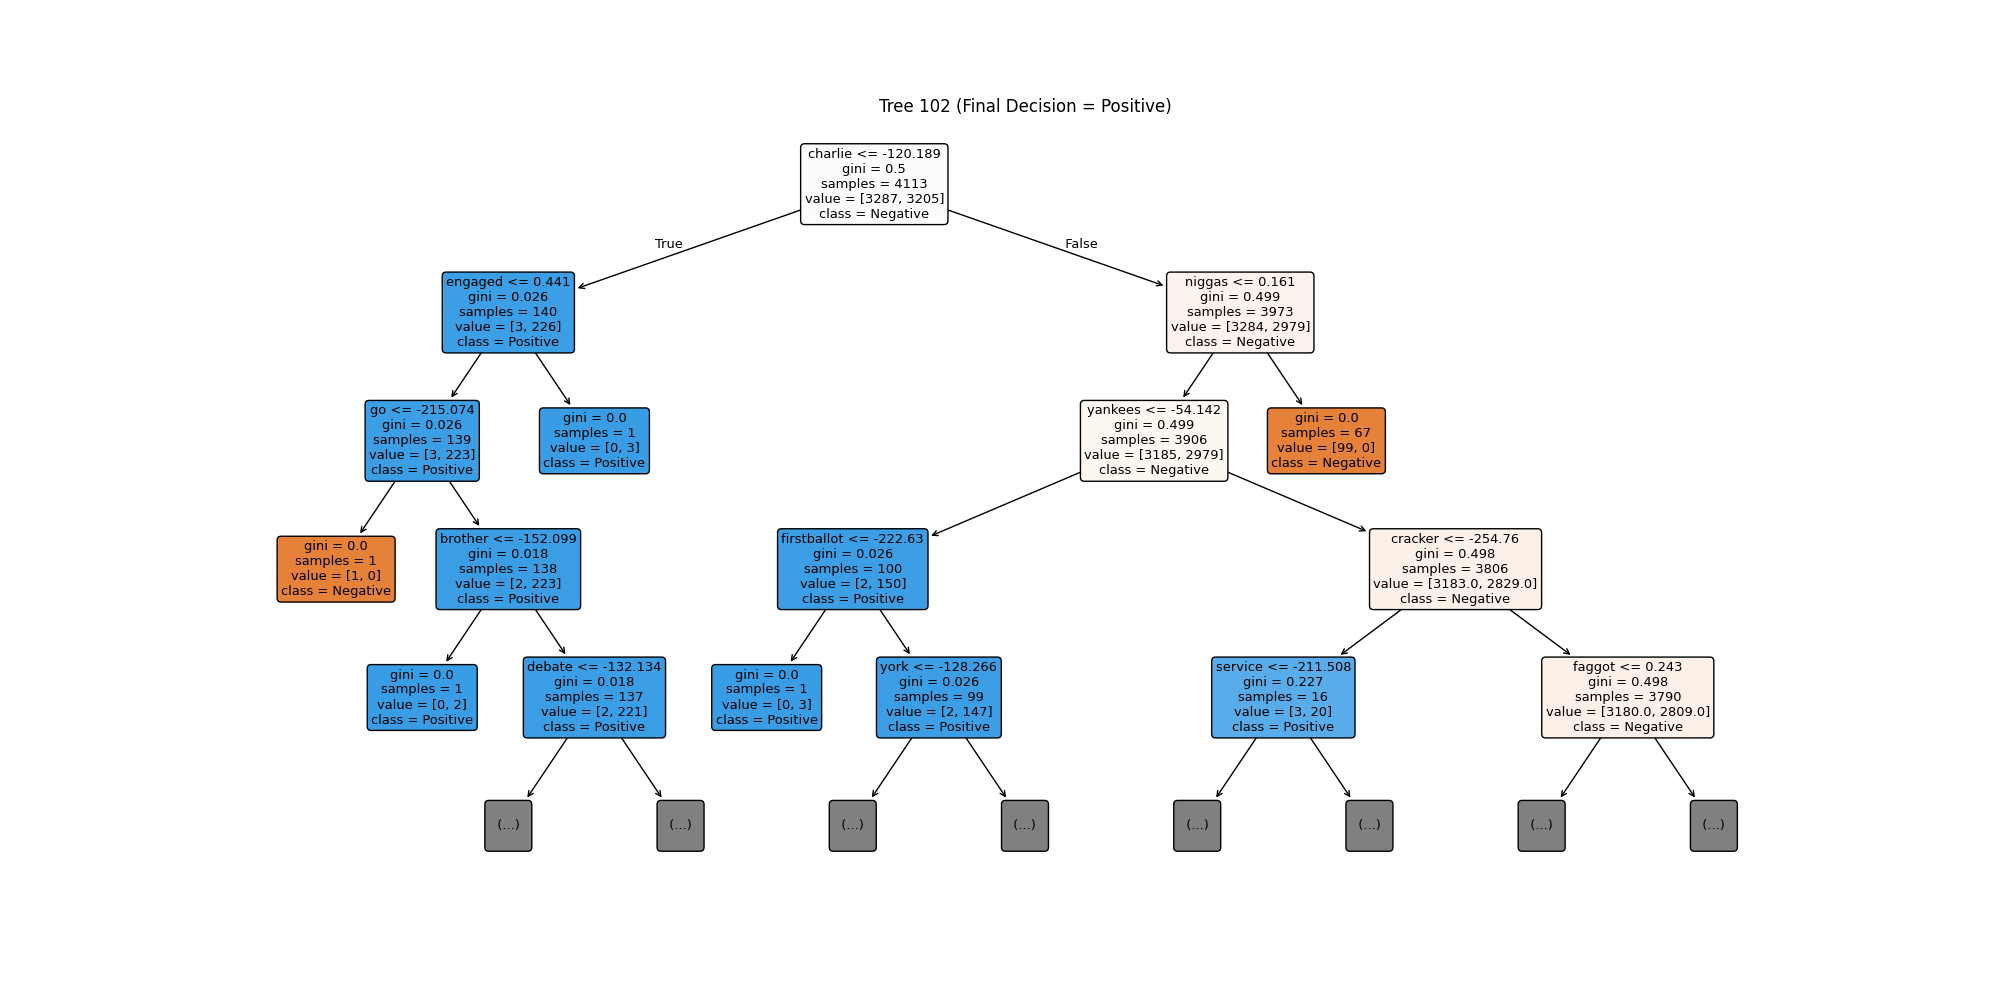 Tree 102 (Final Decision = Positive)
charlie <= -120.189
gini = 0.5
samples = 4113
value = [3287, 3205]
class = Negative
True
False
engaged <= 0.441
gini = 0.026
samples = 140
value = [3, 226]
class = Positive
niggas <= 0.161
gini = 0.499
samples = 3973
value = [3284, 2979]
class = Negative
go <= -215.074
gini = 0.026
samples = 139
value = [3, 223]
class = Positive
gini = 0.0
samples = 1
value = [0, 3]
class = Positive
yankees <= -54.142
gini = 0.499
samples = 3906
value = [3185, 2979]
class = Negative
gini = 0.0
samples = 67
value = [99, 0]
class = Negative
gini = 0.0
samples = 1
value = [1, 0]
class = Negative
brother <= -152.099
gini = 0.018
samples = 138
value = [2, 223]
class = Positive
firstballot <= -222.63
gini = 0.026
samples = 100
value = [2, 150]
class = Positive
cracker <= -254.76
gini = 0.498
samples = 3806
value = [3183.0, 2829.0]
class = Negative
gini = 0.0
samples = 1
value = [0, 2]
class = Positive
debate <= -132.134
gini = 0.018
samples = 137
value = [2, 221]
class = Positive
gini = 0.0
samples = 1
value = [0, 3]
class = Positive
york <= -128.266
gini = 0.026
samples = 99
value = [2, 147]
class = Positive
service <= -211.508
gini = 0.227
samples = 16
value = [3, 20]
class = Positive
faggot <= 0.243
gini = 0.498
samples = 3790
value = [3180.0, 2809.0]
class = Negative
(...)
(...)
(...)
(...)
(...)
(...)
(...)
(...)